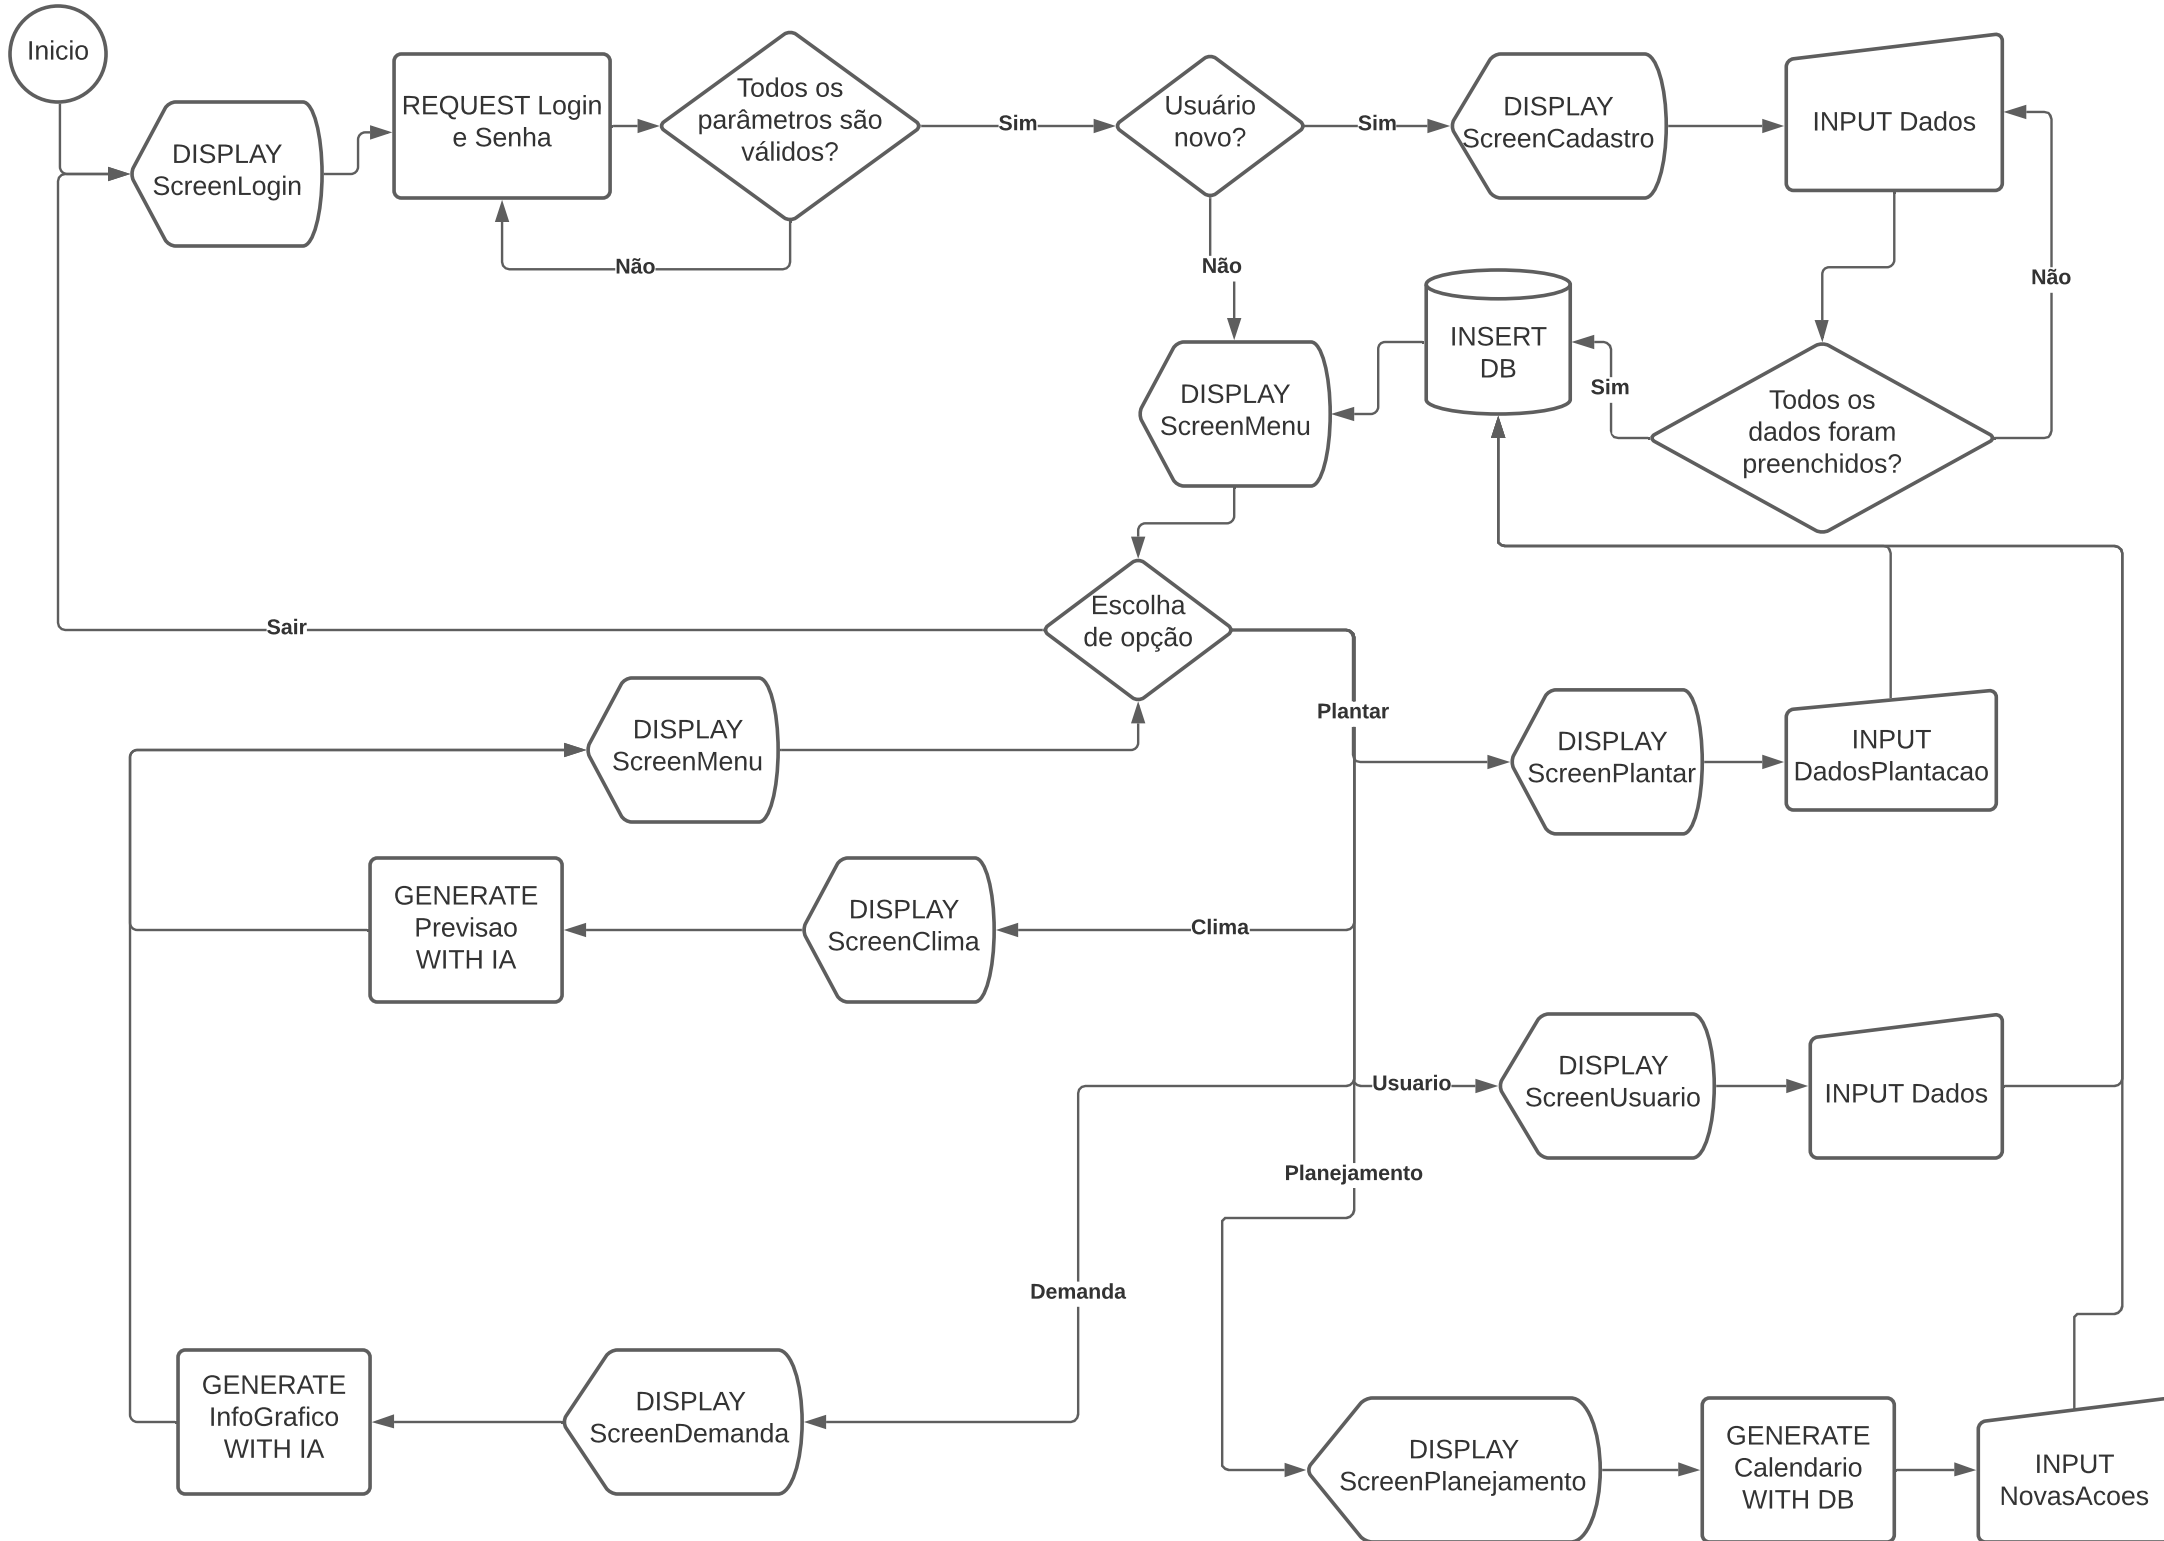 Inicio
DISPLAY
ScreenLogin
REQUEST Login
e Senha
Todos os
parâmetros são
válidos?
Sim
Não
Usuário
novo?
Sim
Não
DISPLAY
ScreenCadastro
INPUT Dados
Não
Todos os
dados foram
preenchidos?
Sim
INSERT
DB
DISPLAY
ScreenMenu
Escolha
de opção
Sair
Plantar
DISPLAY
ScreenPlantar
INPUT
DadosPlantacao
DISPLAY
ScreenMenu
Clima
DISPLAY
ScreenClima
GENERATE
Previsao
WITH IA
Usuario
DISPLAY
ScreenUsuario
INPUT Dados
Planejamento
Demanda
DISPLAY
ScreenDemanda
GENERATE
InfoGrafico
WITH IA
DISPLAY
ScreenPlanejamento
GENERATE
Calendario
WITH DB
INPUT
NovasAcoes